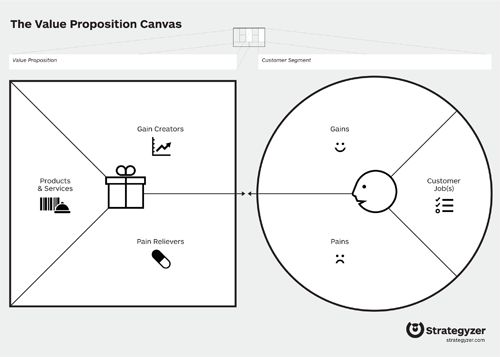 The Value Proposition Canvas
Value Proposition
Customer Segment
Gain Creators
Products
& Services
Pain Relievers
Gains
Customer
Job(s)
Pains
Strategyzer
strategyzer.com